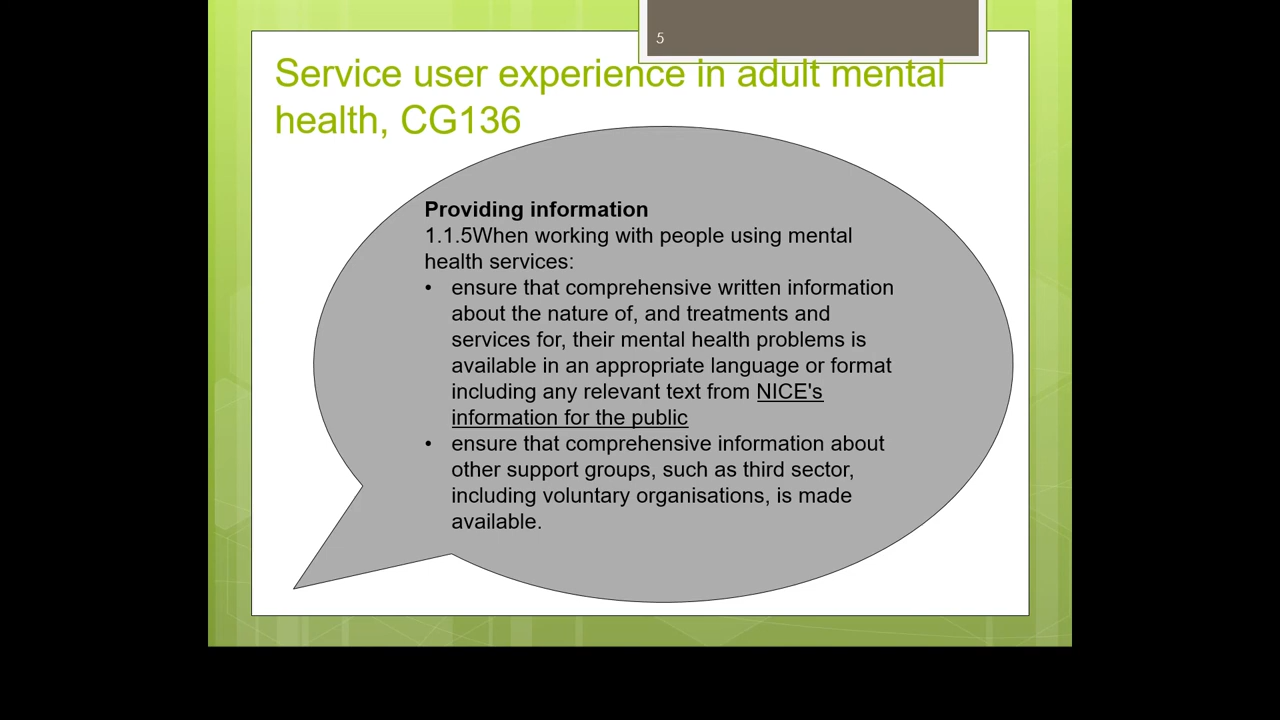 5
Service user experience in adult mental
health, CG136
Providing information
1.1.5When working with people using mental
health services:
• ensure that comprehensive written information
about the nature of, and treatments and
services for, their mental health problems is
available in an appropriate language or format
including any relevant text from NICE's
information for the public
• ensure that comprehensive information about
other support groups, such as third sector,
including voluntary organisations, is made
available.